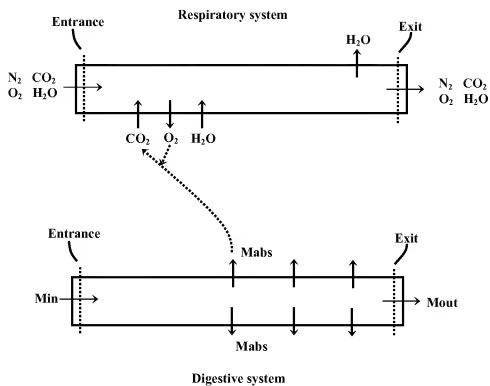 Respiratory system
Entrance
Exit
H₂O
N₂ CO₂
O₂ H₂O
N₂ CO₂
O₂ H₂O
CO₂ O₂ H₂O
Entrance
Exit
Mabs
Min
Mout
Mabs
Digestive system